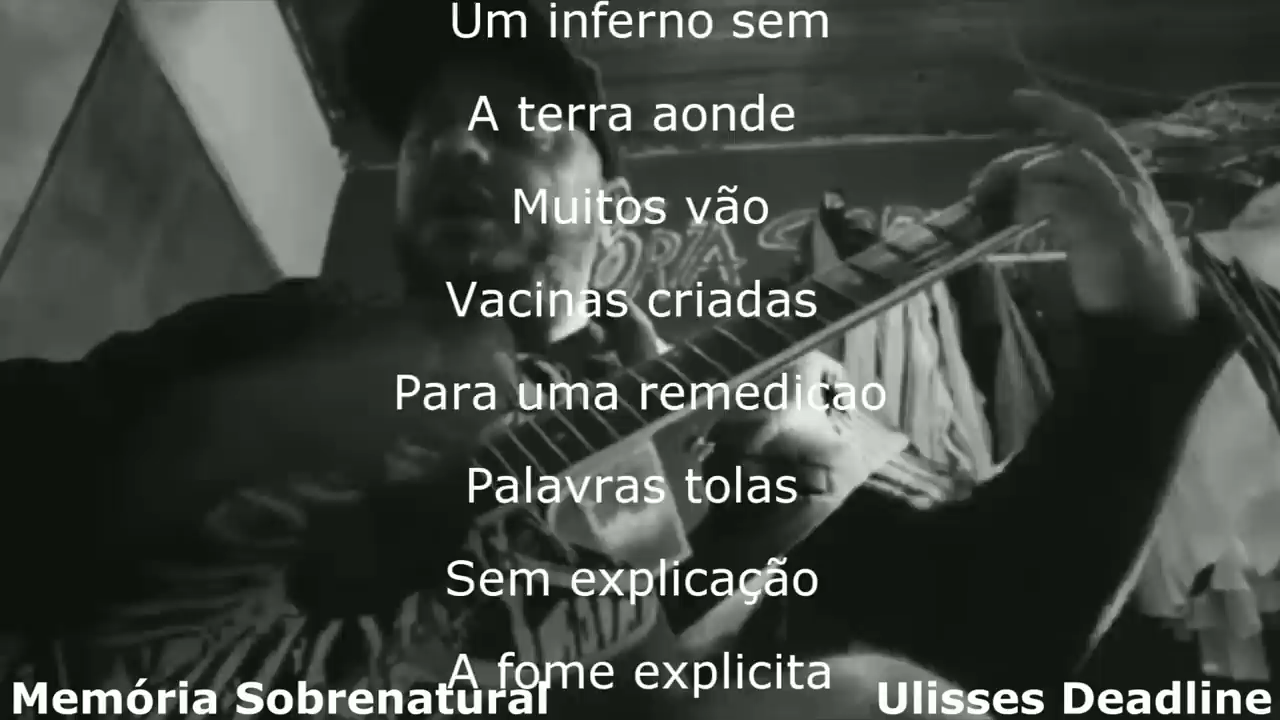 Um inferno sem
A terra aonde
Muitos vão
Vacinas criadas
Para uma remedicao
Palavras tolas
Sem explicação
A fome explicita
Memória Sobrenatural
Ulisses Deadline